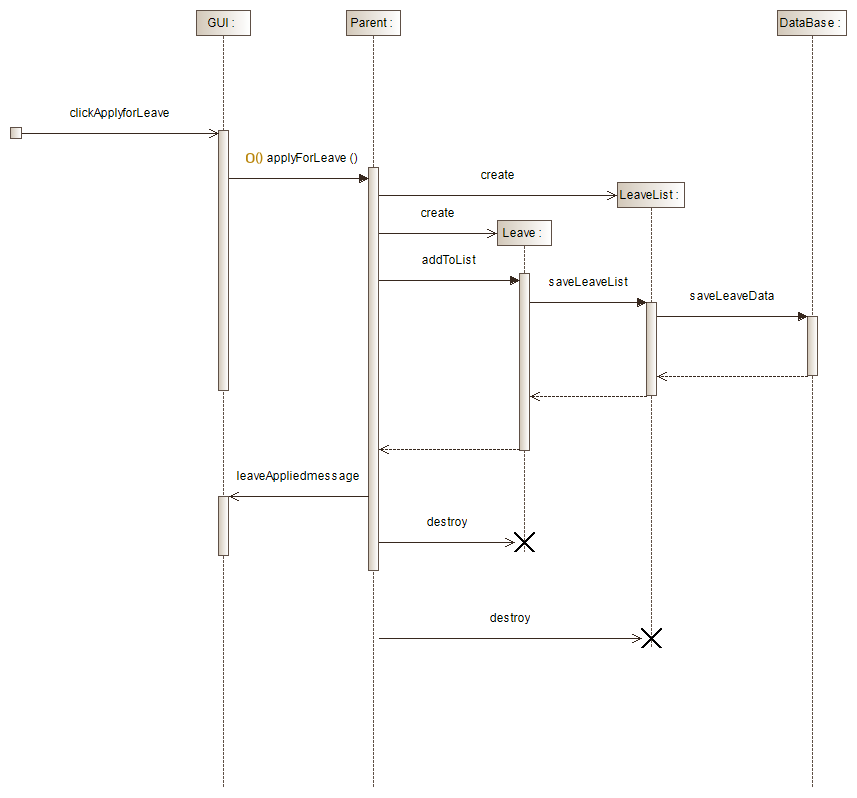 GUI :
Parent :
DataBase :
clickApplyforLeave
O() applyForLeave ()
create
LeaveList :
create
Leave :
addToList
saveLeaveList
saveLeaveData
leaveAppliedmessage
destroy
destroy